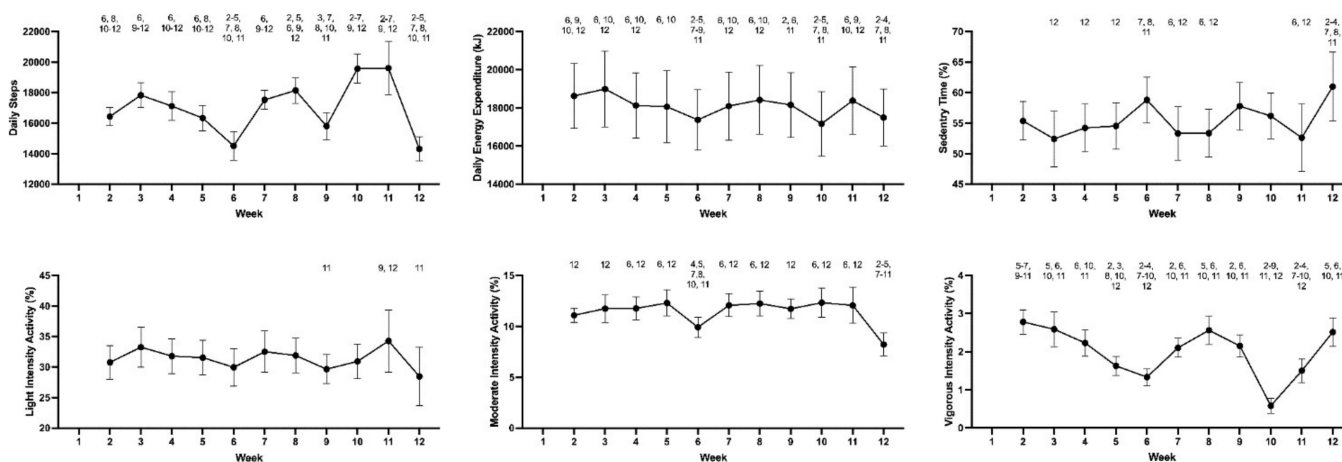 6, 8, 10-12
6, 9-12
6, 10-12
6, 8, 10-12
2-5, 7, 8, 10, 11
6, 9-12
2, 5, 6, 9, 12
3, 7, 8, 10, 11
2-7, 9, 12
2-7, 9, 12
2-5, 7, 8, 10, 11
Daily Steps
22000
20000
18000
16000
14000
12000
1 2 3 4 5 6 7 8 9 10 11 12
Week
6, 9, 10, 12
6, 10, 12
6, 10, 12
6, 10
2-5, 7-9, 11
6, 10, 12
6, 10, 12
2, 6, 11
2-5, 7, 8, 11
6, 9, 10, 12
2-4, 7, 8, 11
Daily Energy Expenditure (kJ)
22000
20000
18000
16000
14000
1 2 3 4 5 6 7 8 9 10 11 12
Week
12
12
12
7, 8, 11
6, 12
6, 12
6, 12
2-4, 7, 8, 11
Sedentry Time (%)
70
65
60
55
50
45
1 2 3 4 5 6 7 8 9 10 11 12
Week
11
9, 12
11
Light Intensity Activity (%)
45
40
35
30
25
20
1 2 3 4 5 6 7 8 9 10 11 12
Week
12
12
6, 12
6, 12
4,5, 7,8, 10, 11
6, 12
6, 12
12
6, 12
6, 12
2-5, 7-11
Moderate Intensity Activity (%)
15
10
5
0
1 2 3 4 5 6 7 8 9 10 11 12
Week
5-7, 9-11
5, 6, 10, 11
6, 10, 11
2, 3, 8, 10, 12
2-4, 7-10, 12
2, 6, 10, 11
5, 6, 10, 11
2, 6, 10, 11
2-9, 11, 12
2-4, 7-10, 12
5, 6, 10, 11
Vigorous Intensity Activity (%)
4
3
2
1
0
1 2 3 4 5 6 7 8 9 10 11 12
Week